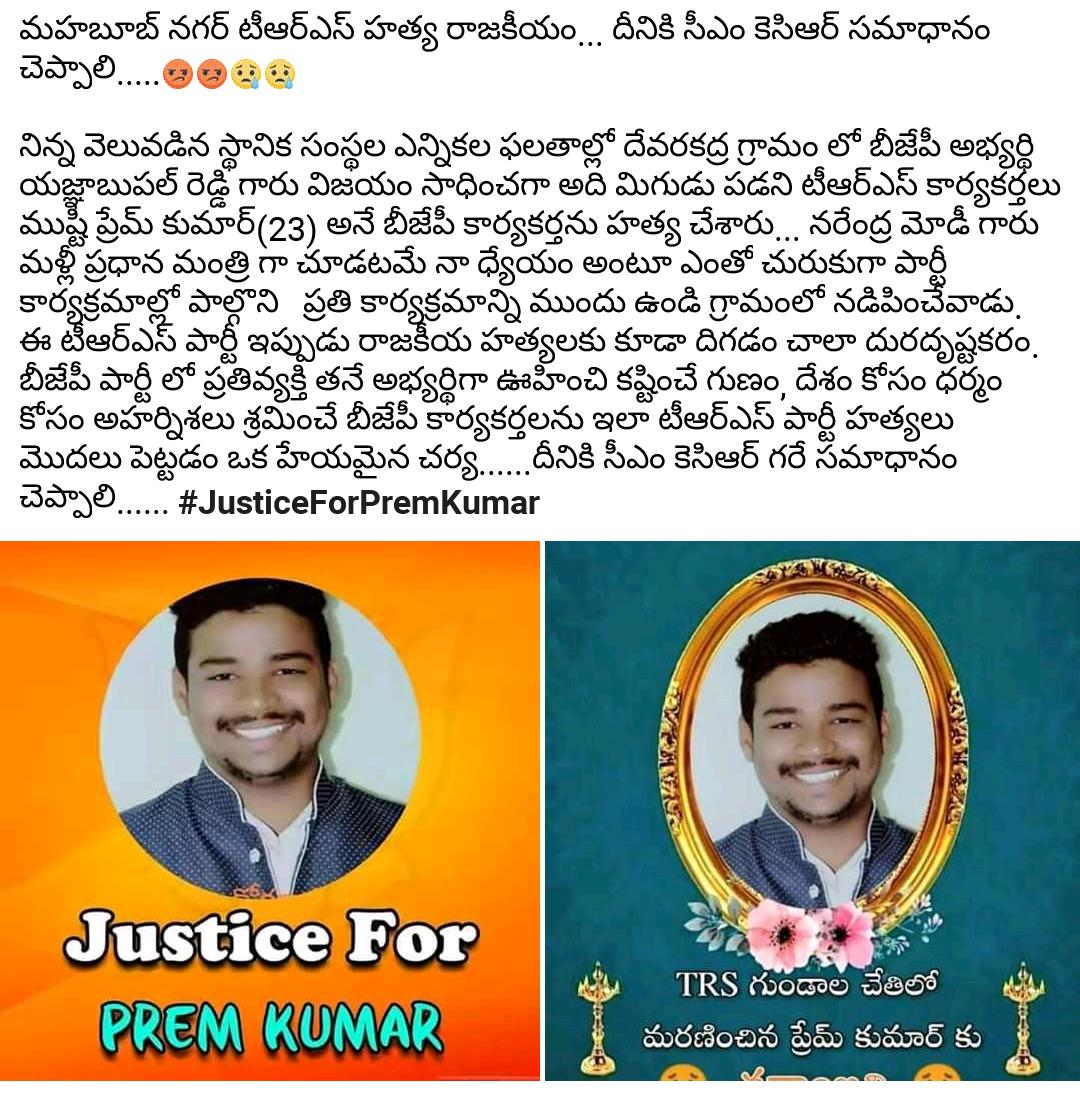 మహబూబ్ నగర్ టీఆర్ఎస్ హత్య రాజకీయం... దీనికి సీఎం కెసిఆర్ సమాధానం
చెప్పాలి.....😡😡😢😢
నిన్న వెలువడిన స్థానిక సంస్థల ఎన్నికల ఫలతాల్లో దేవరకద్ర గ్రామం లో బీజేపీ అభ్యర్థి
యజ్ఞాబుపల్ రెడ్డి గారు విజయం సాధించగా అది మిగుడు పడని టీఆర్ఎస్ కార్యకర్తలు
ముష్టి ప్రేమ్ కుమార్(23) అనే బీజేపీ కార్యకర్తను హత్య చేశారు... నరేంద్ర మోడీ గారు
మళ్లీ ప్రధాన మంత్రి గా చూడటమే నా ధ్యేయం అంటూ ఎంతో చురుకుగా పార్టీ
కార్యక్రమాల్లో పాల్గొని ప్రతి కార్యక్రమాన్ని ముందు ఉండి గ్రామంలో నడిపించేవాడు.
ఈ టీఆర్ఎస్ పార్టీ ఇప్పుడు రాజకీయ హత్యలకు కూడా దిగడం చాలా దురదృష్టకరం.
బీజేపీ పార్టీ లో ప్రతివ్యక్తి తనే అభ్యర్థిగా ఊహించి కష్టించే గుణం, దేశం కోసం ధర్మం
కోసం అహర్నిశలు శ్రమించే బీజేపీ కార్యకర్తలను ఇలా టీఆర్ఎస్ పార్టీ హత్యలు
మొదలు పెట్టడం ఒక హేయమైన చర్య......దీనికి సీఎం కెసిఆర్ గరే సమాధానం
చెప్పాలి...... #JusticeForPremKumar
Justice For
PREM KUMAR
TRS గుండాల చేతిలో
మరణించిన ప్రేమ్ కుమార్ కు